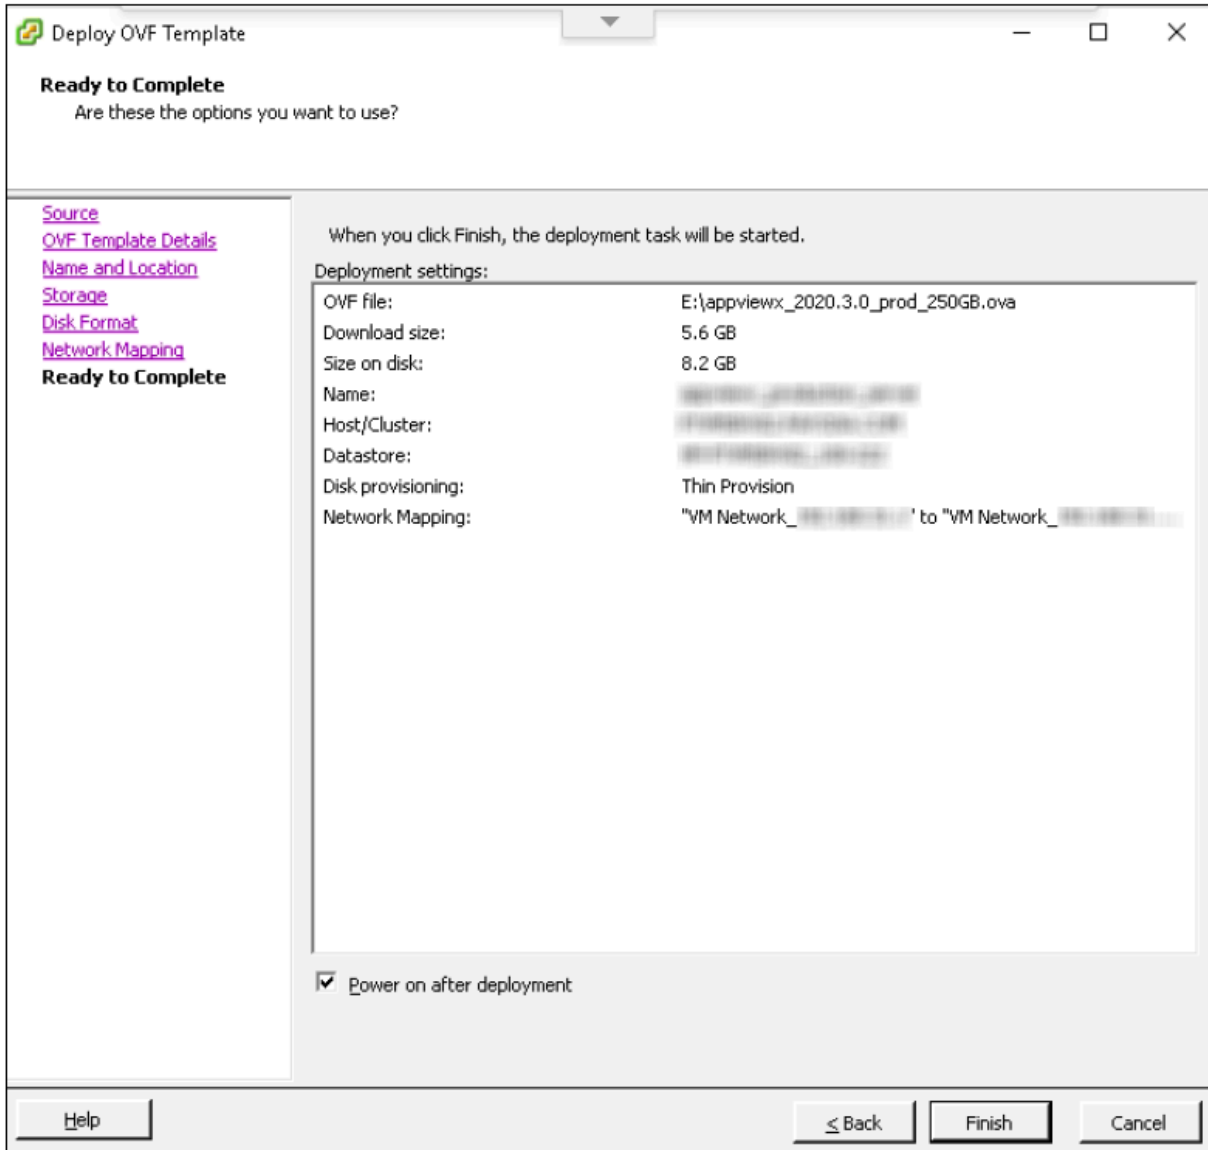 Deploy OVF Template
Ready to Complete
Are these the options you want to use?
Source
OVF Template Details
Name and Location
Storage
Disk Format
Network Mapping
Ready to Complete
When you click Finish, the deployment task will be started.
Deployment settings:
OVF file: E:\appviewx_2020.3.0_prod_250GB.ova
Download size: 5.6 GB
Size on disk: 8.2 GB
Name:
Host/Cluster:
Datastore:
Disk provisioning: Thin Provision
Network Mapping: "VM Network_ " to "VM Network_
Power on after deployment
Help < Back Finish Cancel